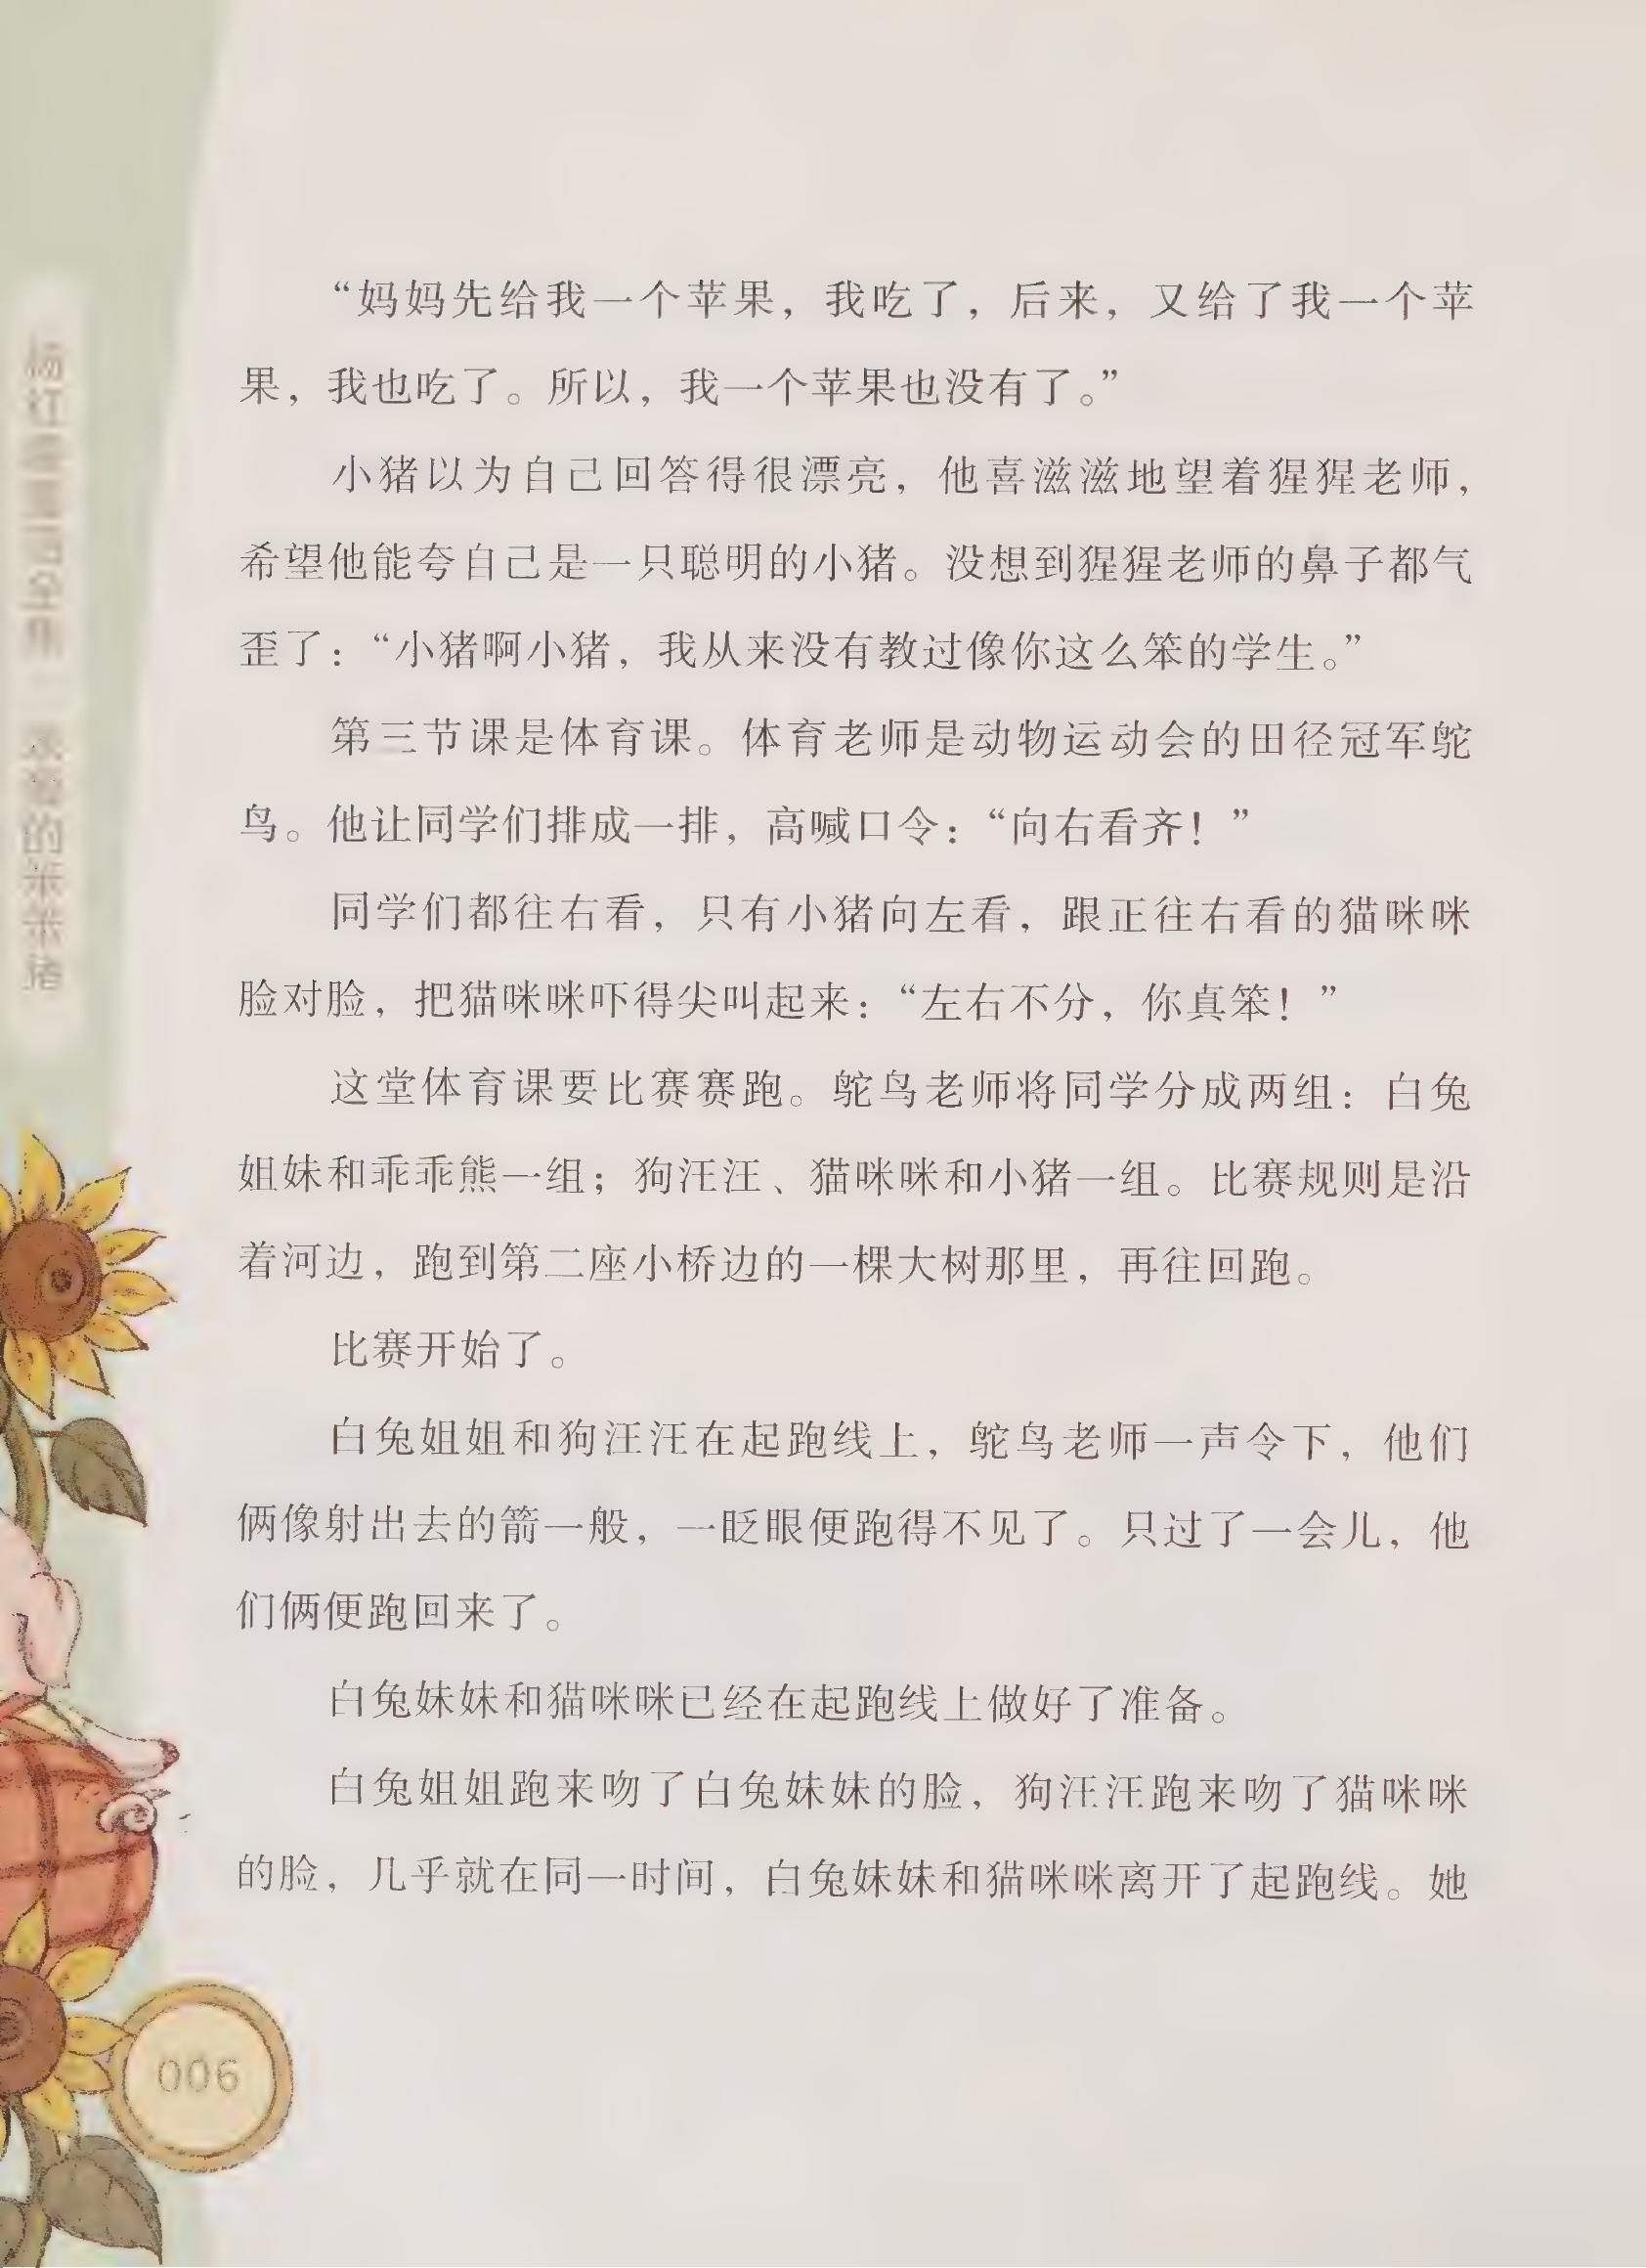 “妈妈先给我一个苹果，我吃了，后来，又给了我一个苹
果，我也吃了。所以，我一个苹果也没有了。”
小猪以为自己回答得很漂亮，他喜滋滋地望着猩猩老师，
希望他能夸自己是一只聪明的小猪。没想到猩猩老师的鼻子都气
歪了：“小猪啊小猪，我从来没有教过像你这么笨的学生。”
第三节课是体育课。体育老师是动物运动会的田径冠军鸵
鸟。他让同学们排成一排，高喊口令：“向右看齐！”
同学们都往右看，只有小猪向左看，跟正往右看的猫咪咪
脸对脸，把猫咪咪吓得尖叫起来：“左右不分，你真笨！”
这堂体育课要比赛赛跑。鸵鸟老师将同学分成两组：白兔
姐妹和乖乖熊一组；狗汪汪、猫咪咪和小猪一组。比赛规则是沿
着河边，跑到第二座小桥边的一棵大树那里，再往回跑。
比赛开始了。
白兔姐姐和狗汪汪在起跑线上，鸵鸟老师一声令下，他们
俩像射出去的箭一般，一眨眼便跑得不见了。只过了一会儿，他
们俩便跑回来了。
白兔妹妹和猫咪咪已经在起跑线上做好了准备。
白兔姐姐跑来吻了白兔妹妹的脸，狗汪汪跑来吻了猫咪咪
的脸，几乎就在同一时间，白兔妹妹和猫咪咪离开了起跑线。她
006